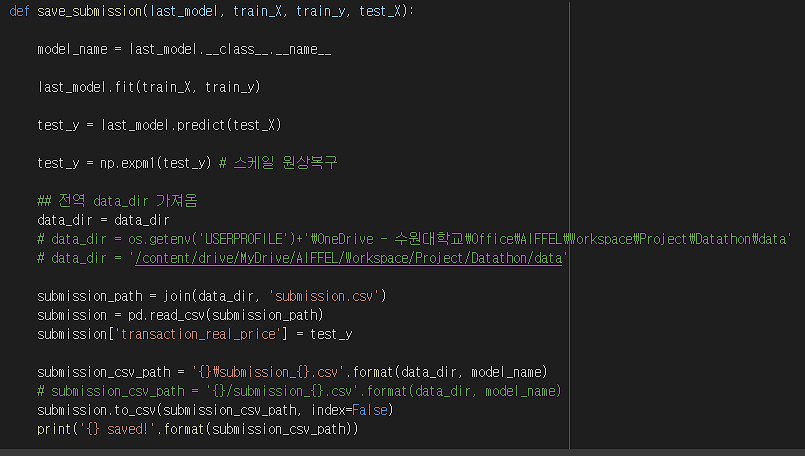 def save_submission(last_model, train_X, train_y, test_X):
model_name = last_model.__class__.__name__
last_model.fit(train_X, train_y)
test_y = last_model.predict(test_X)
test_y = np.expm1(test_y) # 스케일 원상복구
## 전역 data_dir 가져옴
data_dir = data_dir
# data_dir = os.getenv('USERPROFILE')+'₩OneDrive - 수원대학교₩Office₩AIFFEL₩Workspace₩Project₩Datathon₩data'
# data_dir = '/content/drive/MyDrive/AIFFEL/Workspace/Project/Datathon/data'
submission_path = join(data_dir, 'submission.csv')
submission = pd.read_csv(submission_path)
submission['transaction_real_price'] = test_y
submission_csv_path = '{}₩submission_{}.csv'.format(data_dir, model_name)
# submission_csv_path = '{}/submission_{}.csv'.format(data_dir, model_name)
submission.to_csv(submission_csv_path, index=False)
print('{} saved!'.format(submission_csv_path))